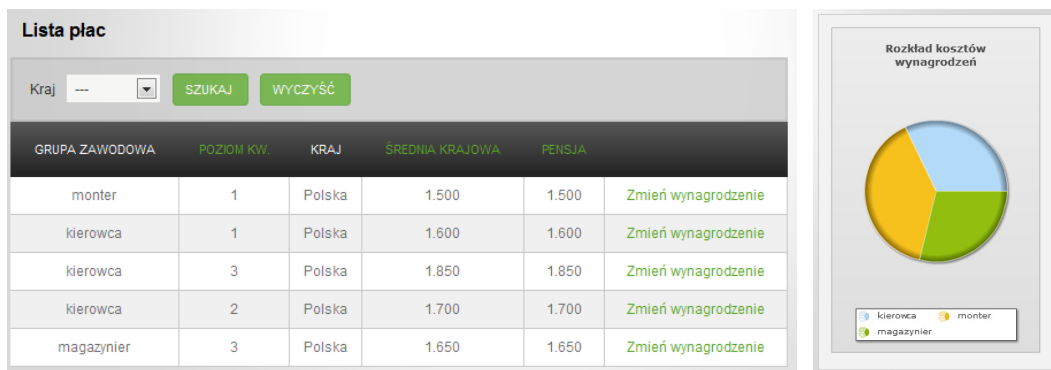 Lista płac
Kraj --- SZUKAJ WYCZYŚĆ
GRUPA ZAWODOWA POZIOM KW. KRAJ ŚREDNIA KRAJOWA PENSJA
monter 1 Polska 1.500 1.500 Zmień wynagrodzenie
kierowca 1 Polska 1.600 1.600 Zmień wynagrodzenie
kierowca 3 Polska 1.850 1.850 Zmień wynagrodzenie
kierowca 2 Polska 1.700 1.700 Zmień wynagrodzenie
magazynier 3 Polska 1.650 1.650 Zmień wynagrodzenie
Rozkład kosztów
wynagrodzeń
kierowca monter
magazynier